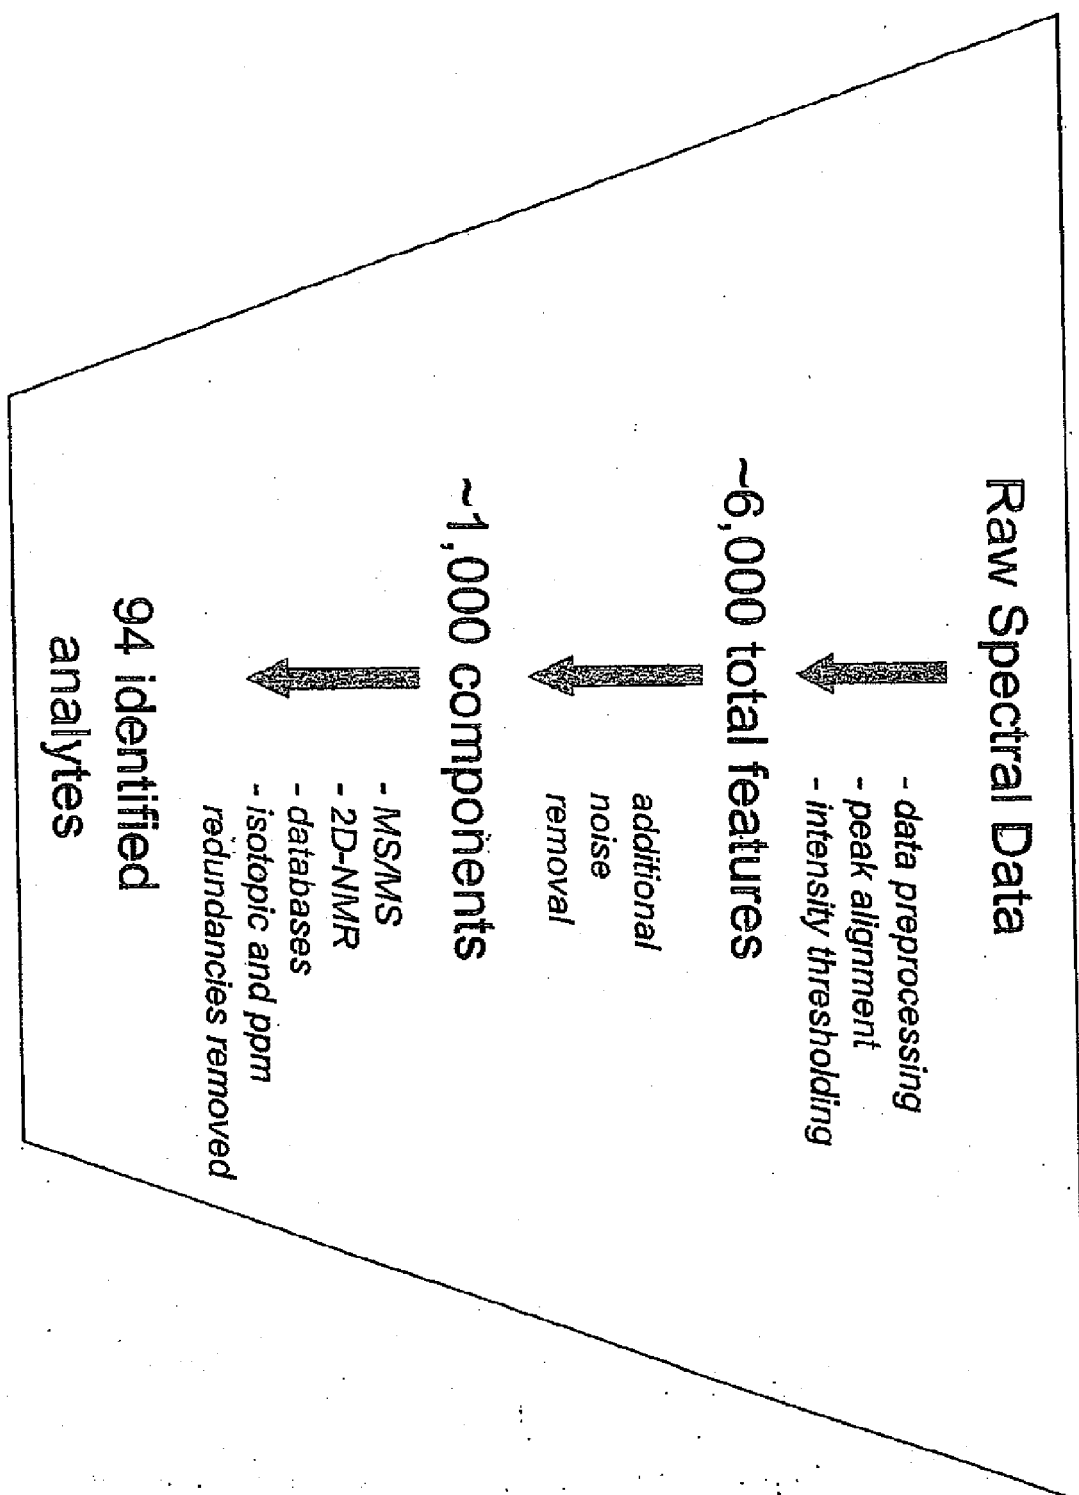 Raw Spectral Data
- data preprocessing
- peak alignment
- intensity thresholding
~6,000 total features
additional
noise
removal
~1,000 components
- MS/MS
- 2D-NMR
- databases
- isotopic and ppm
redundancies removed
94 identified
analytes